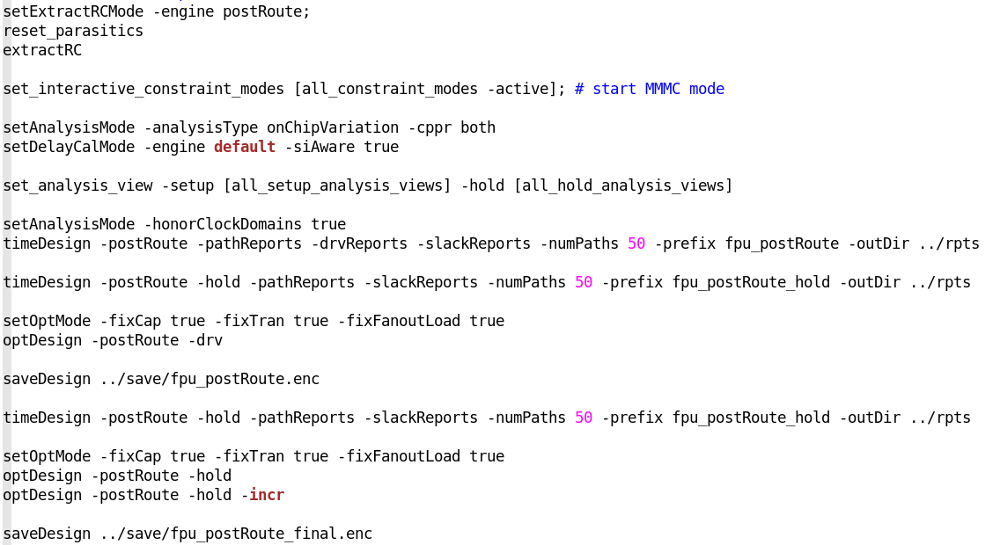 setExtractRCMode -engine postRoute;
reset_parasitics
extractRC
set_interactive_constraint_modes [all_constraint_modes -active]; # start MMMC mode
setAnalysisMode -analysisType onChipVariation -cppr both
setDelayCalMode -engine default -siAware true
set_analysis_view -setup [all_setup_analysis_views] -hold [all_hold_analysis_views]
setAnalysisMode -honorClockDomains true
timeDesign -postRoute -pathReports -drvReports -slackReports -numPaths 50 -prefix fpu_postRoute -outDir ../rpts
timeDesign -postRoute -hold -pathReports -slackReports -numPaths 50 -prefix fpu_postRoute_hold -outDir ../rpts
setOptMode -fixCap true -fixTran true -fixFanoutLoad true
optDesign -postRoute -drv
saveDesign ../save/fpu_postRoute.enc
timeDesign -postRoute -hold -pathReports -slackReports -numPaths 50 -prefix fpu_postRoute_hold -outDir ../rpts
setOptMode -fixCap true -fixTran true -fixFanoutLoad true
optDesign -postRoute -hold
optDesign -postRoute -hold -incr
saveDesign ../save/fpu_postRoute_final.enc